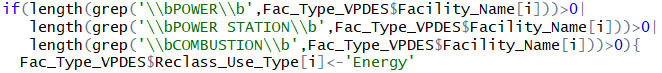 if(length(grep('\\bPOWER\\b',Fac_Type_VPDES$Facility_Name[i]))>0|
length(grep('\\bPOWER STATION\\b',Fac_Type_VPDES$Facility_Name[i]))>0|
length(grep('\\bCOMBUSTION\\b',Fac_Type_VPDES$Facility_Name[i]))>0){
Fac_Type_VPDES$Reclass_Use_Type[i]<-'Energy'